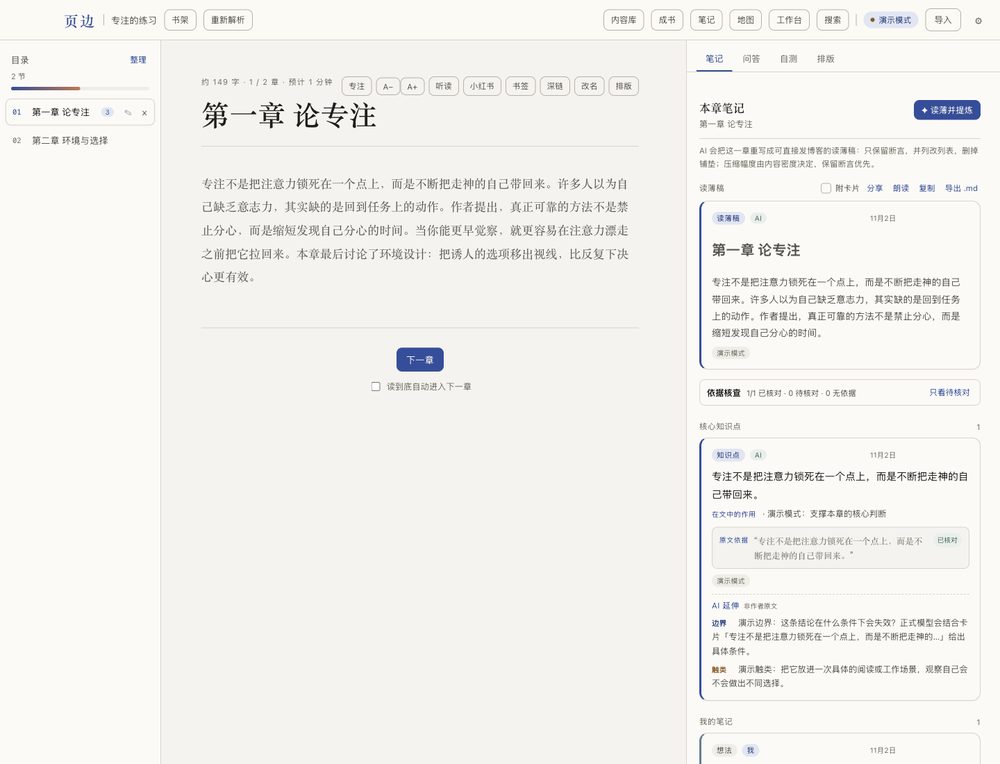 页边
专注的练习
书架
重新解析
内容库
成书
笔记
地图
工作台
搜索
演示模式
导入
目录
整理
2 节
01 第一章 论专注 3
02 第二章 环境与选择
约 149 字 · 1 / 2 章 · 预计 1 分钟
专注
A−
A+
听读
小红书
书签
深链
改名
排版
第一章 论专注
专注不是把注意力锁死在一个点上，而是不断把走神的自己带回来。许多人以为自
己缺乏意志力，其实缺的是回到任务上的动作。作者提出，真正可靠的方法不是禁
止分心，而是缩短发现自己分心的时间。当你能更早觉察，就更容易在注意力漂走
之前把它拉回来。本章最后讨论了环境设计：把诱人的选项移出视线，比反复下决
心更有效。
下一章
读到底自动进入下一章
笔记
问答
自测
排版
本章笔记
第一章 论专注
✦ 读薄并提炼
AI 会把这一章重写成可直接发博客的读薄稿：只保留断言，并列改列表，删掉
铺垫；压缩幅度由内容密度决定，保留断言优先。
读薄稿
附卡片
分享
朗读
复制
导出 .md
读薄稿 AI 11月2日
第一章 论专注
专注不是把注意力锁死在一个点上，而是不断把走神的自己
带回来。许多人以为自己缺乏意志力，其实缺的是回到任务
上的动作。作者提出，真正可靠的方法不是禁止分心，而是
缩短发现自己分心的时间。
演示模式
依据核查 1/1 已核对 · 0 待核对 · 0 无依据 只看待核对
核心知识点 1
知识点 AI 11月2日
专注不是把注意力锁死在一个点上，而是不断把走神的自
己带回来。
在文中的作用 · 演示模式：支撑本章的核心判断
原文依据 “专注不是把注意力锁死在一个点上，而是不 已核对
断把走神的自己带回来。”
演示模式
AI 延伸 非作者原文
边界 演示边界：这条结论在什么条件下会失效？正式模型会结合卡
片「专注不是把注意力锁死在一个点上，而是不断把走神的…」给出
具体条件。
触类 演示触类：把它放进一次具体的阅读或工作场景，观察自己会
不会做出不同选择。
我的笔记 1
想法 我 11月2日